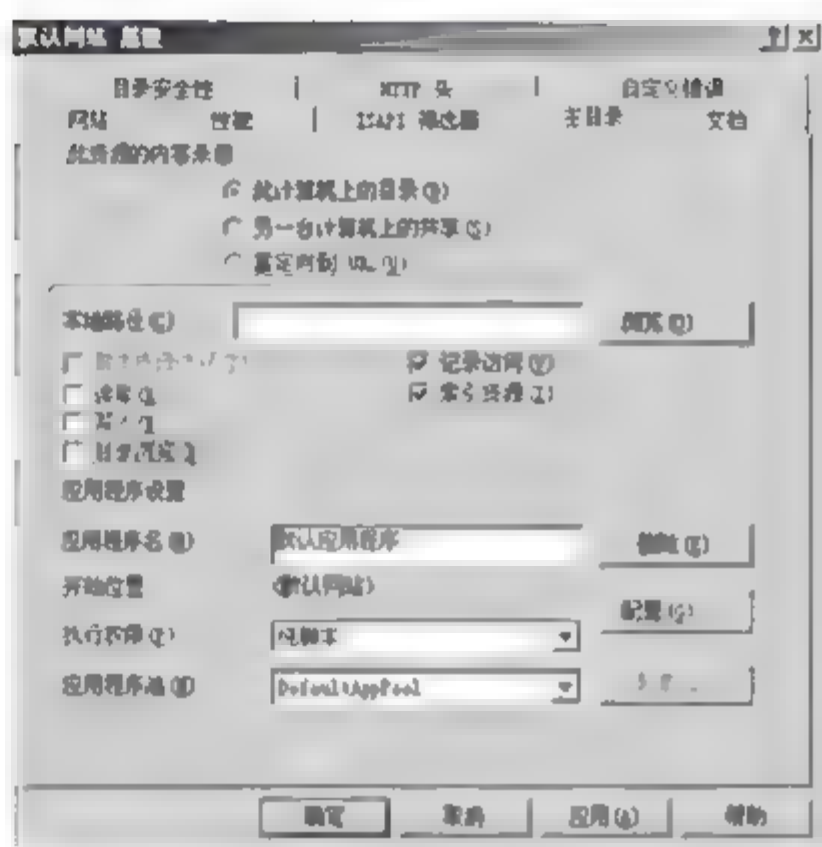 默认网站 属性
目录安全性 | HTTP 头 | 自定义错误
网站 性能 | ISAPI 筛选器 主目录 文档
此资源的内容来源
此计算机上的目录(D)
另一台计算机上的共享(S)
重定向到 URL(U)
本地路径(C) 浏览(O)
脚本资源访问(T) 记录访问(V)
读取(R) 索引资源(I)
写入(W)
目录浏览(B)
应用程序设置
应用程序名(M) 默认应用程序 删除(E)
开始位置 <默认网站>
配置(G)
执行权限(P) 纯脚本
应用程序池(N) DefaultAppPool
确定 取消 应用(A) 帮助